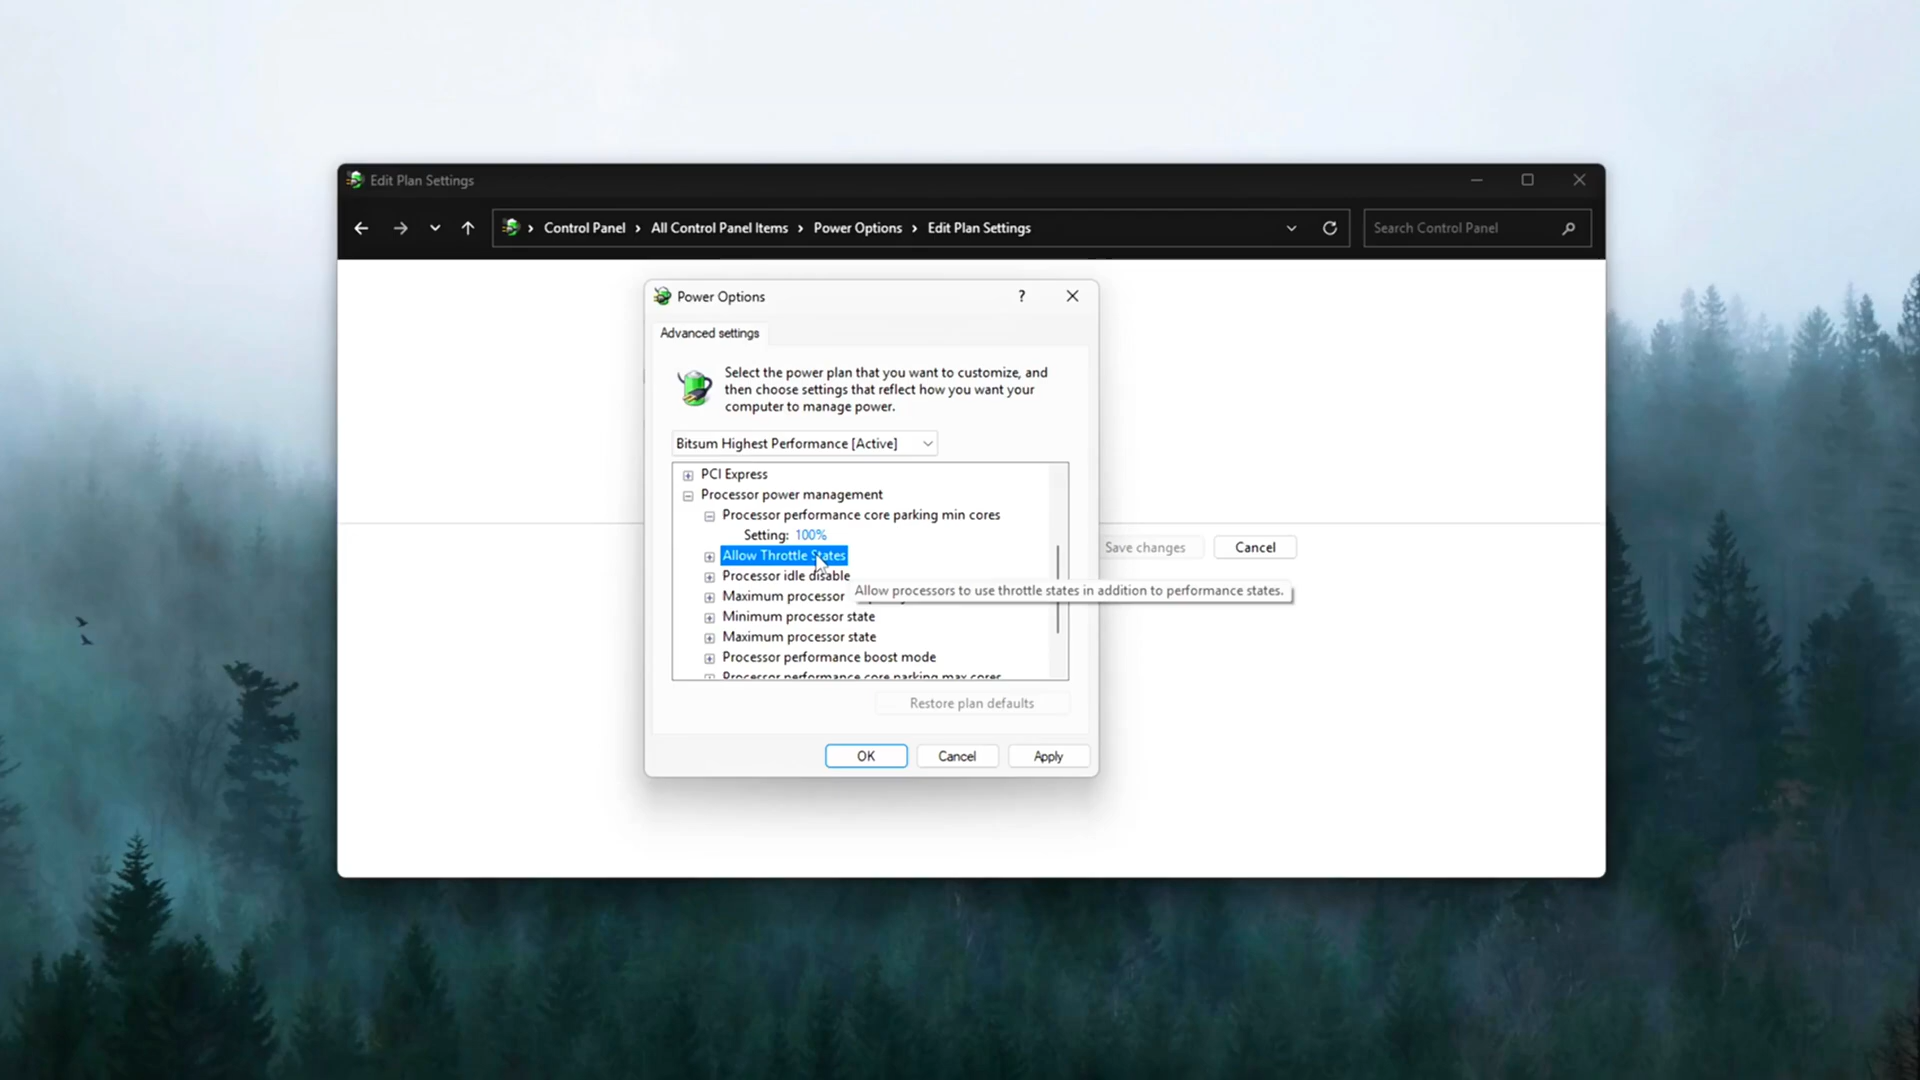 Edit Plan Settings
Control Panel › All Control Panel Items › Power Options › Edit Plan Settings
Search Control Panel
Power Options
?
Advanced settings
Select the power plan that you want to customize, and
then choose settings that reflect how you want your
computer to manage power.
Bitsum Highest Performance [Active]
PCI Express
Processor power management
Processor performance core parking min cores
Setting: 100%
Allow Throttle States
Processor idle disable
Allow processors to use throttle states in addition to performance states.
Maximum processor
Minimum processor state
Maximum processor state
Processor performance boost mode
Processor performance core parking max cores
Restore plan defaults
OK
Cancel
Apply
Save changes
Cancel